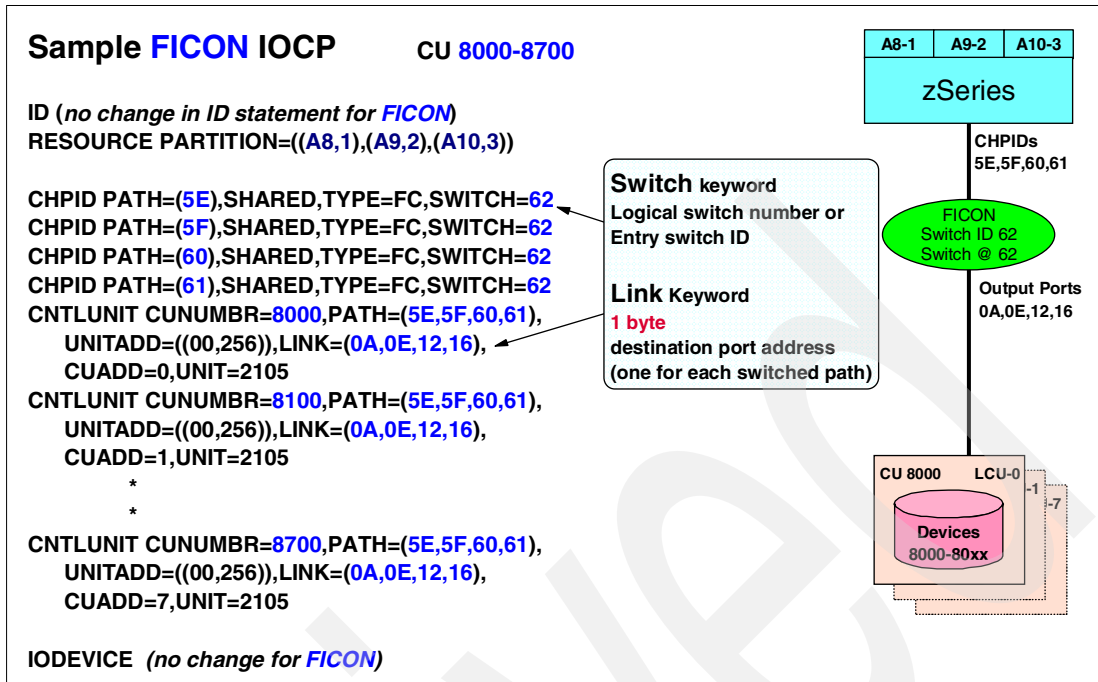 Sample FICON IOCP CU 8000-8700
ID (no change in ID statement for FICON)
RESOURCE PARTITION=((A8,1),(A9,2),(A10,3))
CHPID PATH=(5E),SHARED,TYPE=FC,SWITCH=62
CHPID PATH=(5F),SHARED,TYPE=FC,SWITCH=62
CHPID PATH=(60),SHARED,TYPE=FC,SWITCH=62
CHPID PATH=(61),SHARED,TYPE=FC,SWITCH=62
CNTLUNIT CUNUMBR=8000,PATH=(5E,5F,60,61),
UNITADD=((00,256)),LINK=(0A,0E,12,16),
CUADD=0,UNIT=2105
CNTLUNIT CUNUMBR=8100,PATH=(5E,5F,60,61),
UNITADD=((00,256)),LINK=(0A,0E,12,16),
CUADD=1,UNIT=2105
*
*
CNTLUNIT CUNUMBR=8700,PATH=(5E,5F,60,61),
UNITADD=((00,256)),LINK=(0A,0E,12,16),
CUADD=7,UNIT=2105
IODEVICE (no change for FICON)
Switch keyword
Logical switch number or
Entry switch ID
Link Keyword
1 byte
destination port address
(one for each switched path)
A8-1 A9-2 A10-3
zSeries
CHPIDs
5E,5F,60,61
FICON
Switch ID 62
Switch @ 62
Output Ports
0A,0E,12,16
CU 8000 LCU-0
-1
-7
Devices
8000-80xx